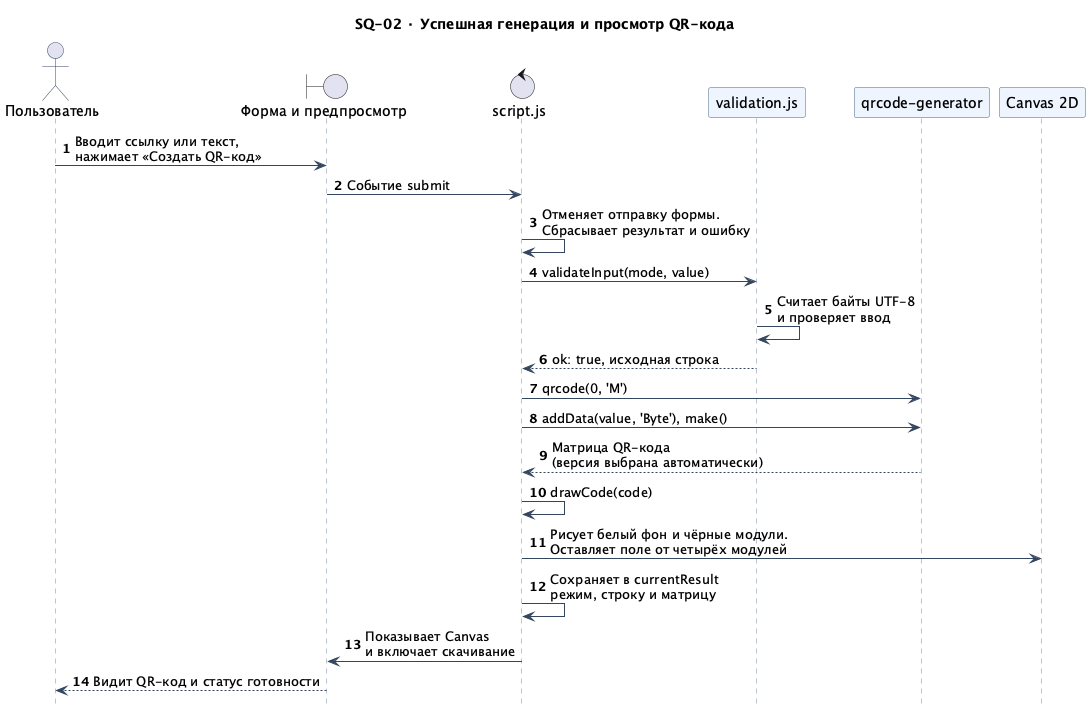 SQ-02 · Успешная генерация и просмотр QR-кода
Пользователь
Форма и предпросмотр
script.js
validation.js
qrcode-generator
Canvas 2D
1 Вводит ссылку или текст,
нажимает «Создать QR-код»
2 Событие submit
3 Отменяет отправку формы.
Сбрасывает результат и ошибку
4 validateInput(mode, value)
5 Считает байты UTF-8
и проверяет ввод
6 ok: true, исходная строка
7 qrcode(0, 'M')
8 addData(value, 'Byte'), make()
9 Матрица QR-кода
(версия выбрана автоматически)
10 drawCode(code)
11 Рисует белый фон и чёрные модули.
Оставляет поле от четырёх модулей
12 Сохраняет в currentResult
режим, строку и матрицу
13 Показывает Canvas
и включает скачивание
14 Видит QR-код и статус готовности